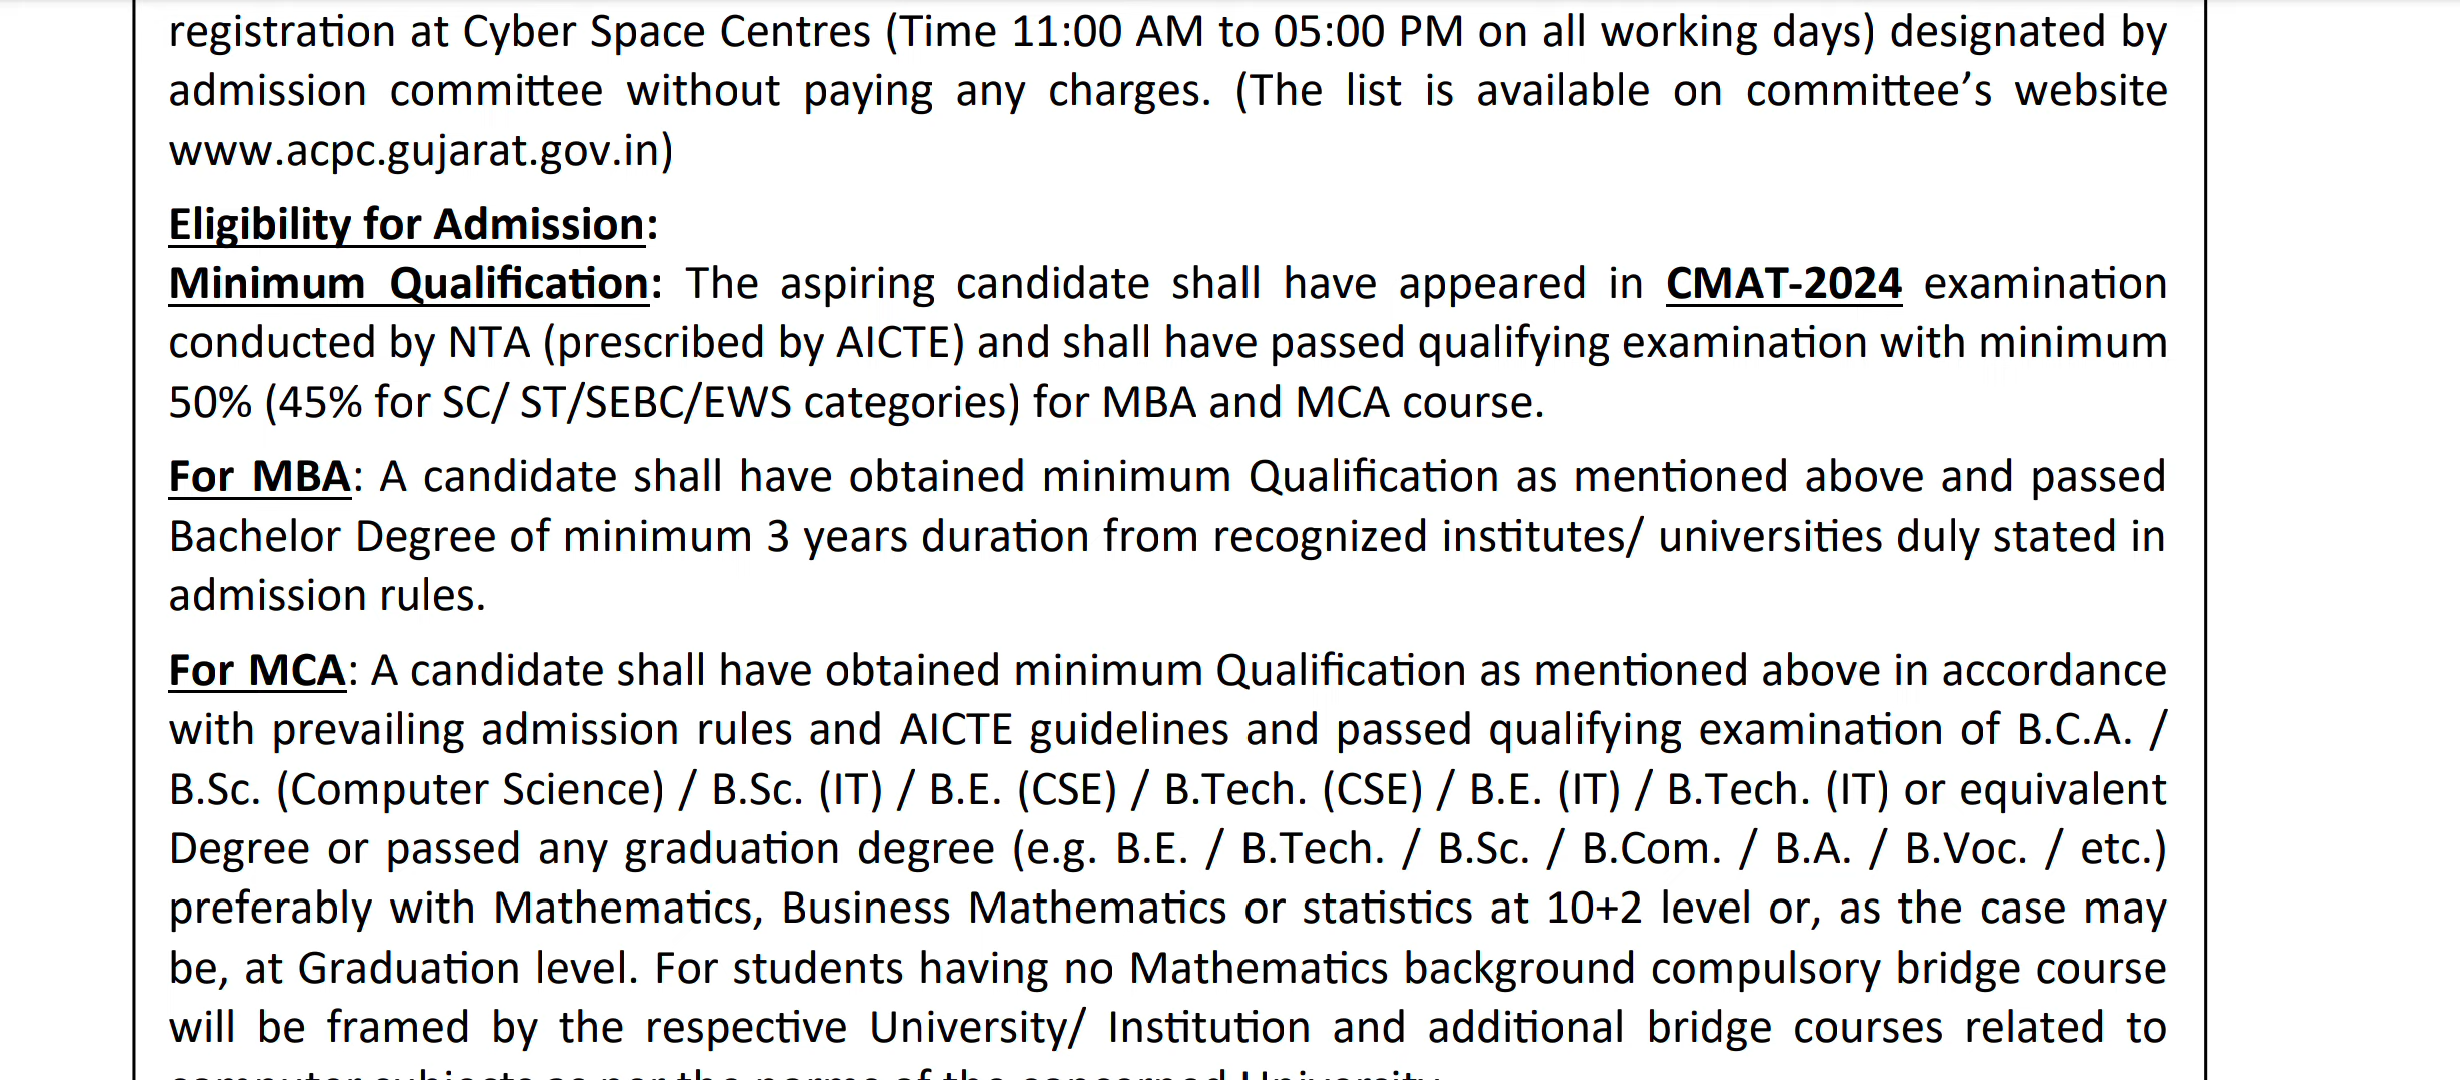 registration at Cyber Space Centres (Time 11:00 AM to 05:00 PM on all working days) designated by
admission committee without paying any charges. (The list is available on committee’s website
www.acpc.gujarat.gov.in)
Eligibility for Admission:
Minimum Qualification: The aspiring candidate shall have appeared in CMAT-2024 examination
conducted by NTA (prescribed by AICTE) and shall have passed qualifying examination with minimum
50% (45% for SC/ ST/SEBC/EWS categories) for MBA and MCA course.
For MBA: A candidate shall have obtained minimum Qualification as mentioned above and passed
Bachelor Degree of minimum 3 years duration from recognized institutes/ universities duly stated in
admission rules.
For MCA: A candidate shall have obtained minimum Qualification as mentioned above in accordance
with prevailing admission rules and AICTE guidelines and passed qualifying examination of B.C.A. /
B.Sc. (Computer Science) / B.Sc. (IT) / B.E. (CSE) / B.Tech. (CSE) / B.E. (IT) / B.Tech. (IT) or equivalent
Degree or passed any graduation degree (e.g. B.E. / B.Tech. / B.Sc. / B.Com. / B.A. / B.Voc. / etc.)
preferably with Mathematics, Business Mathematics or statistics at 10+2 level or, as the case may
be, at Graduation level. For students having no Mathematics background compulsory bridge course
will be framed by the respective University/ Institution and additional bridge courses related to
computer subjects as per the norms of the concerned University.